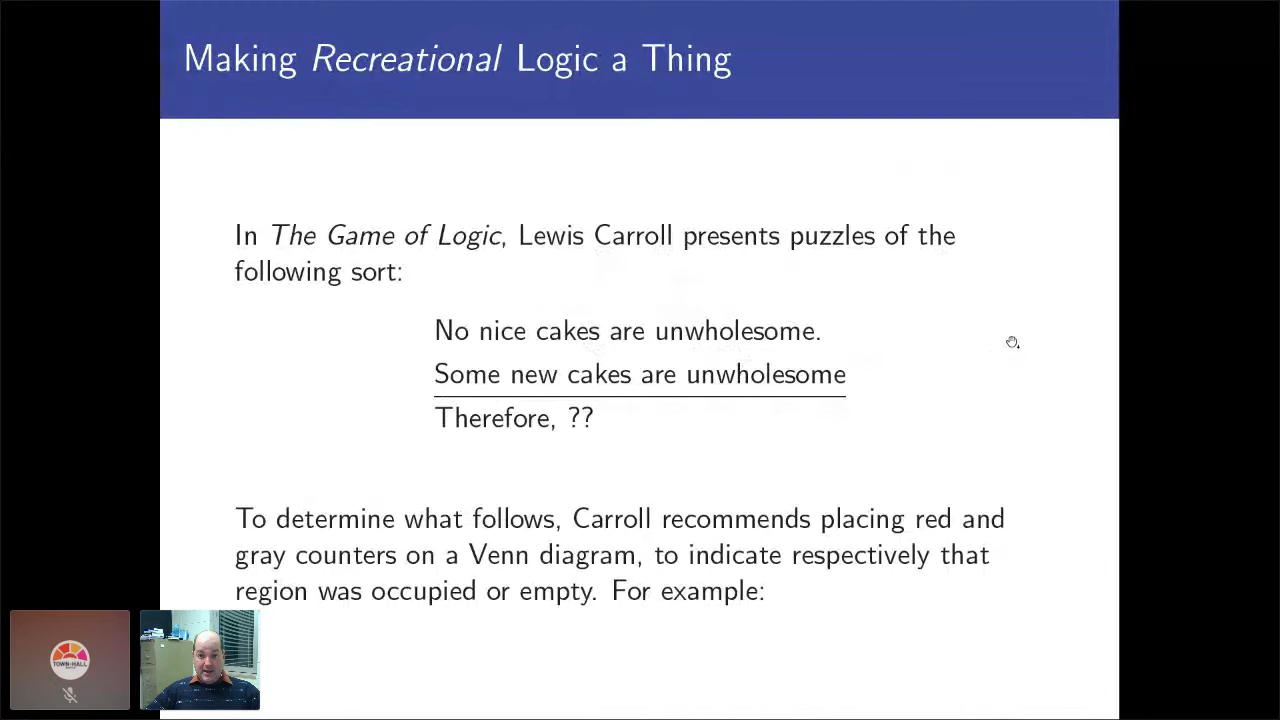 Making Recreational Logic a Thing
In The Game of Logic, Lewis Carroll presents puzzles of the
following sort:
No nice cakes are unwholesome.
Some new cakes are unwholesome
Therefore, ??
To determine what follows, Carroll recommends placing red and
gray counters on a Venn diagram, to indicate respectively that
region was occupied or empty. For example:
TOWN-HALL